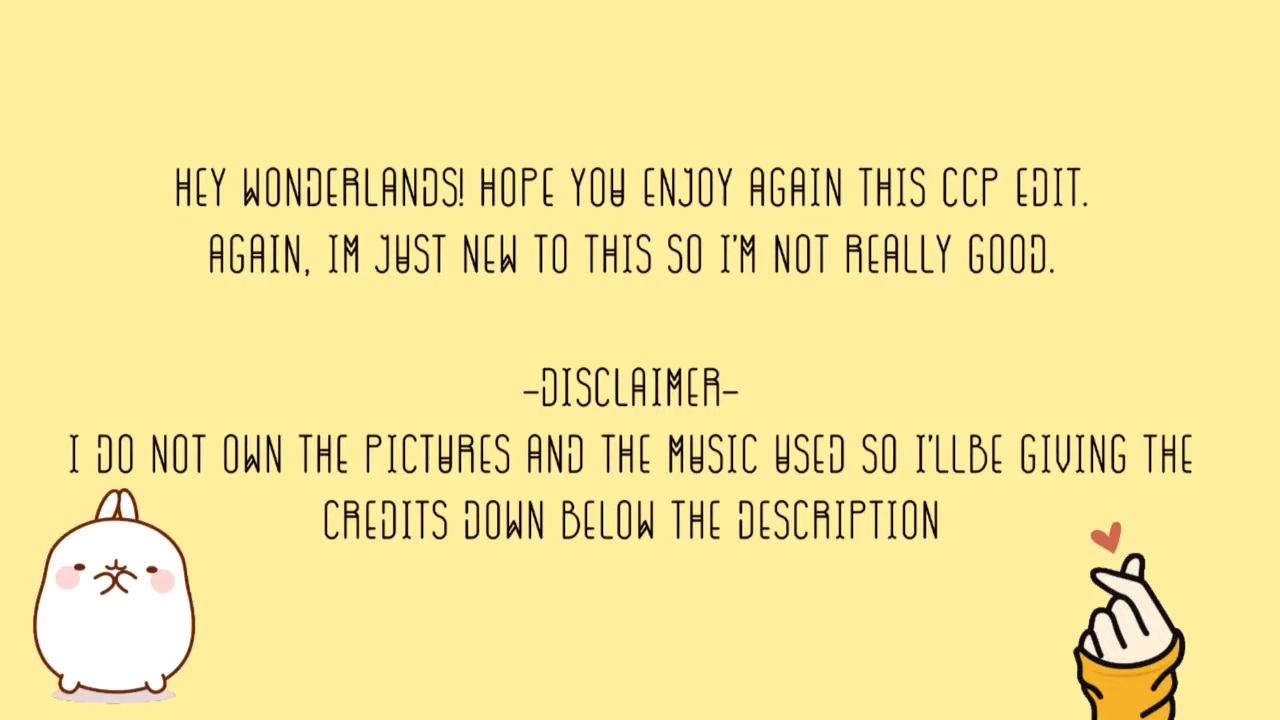 HEY WONDERLANDS! HOPE YOU ENJOY AGAIN THIS CCP EDIT.
AGAIN, IM JUST NEW TO THIS SO I'M NOT REALLY GOOD.
-DISCLAIMER-
I DO NOT OWN THE PICTURES AND THE MUSIC USED SO I'LLBE GIVING THE
CREDITS DOWN BELOW THE DESCRIPTION